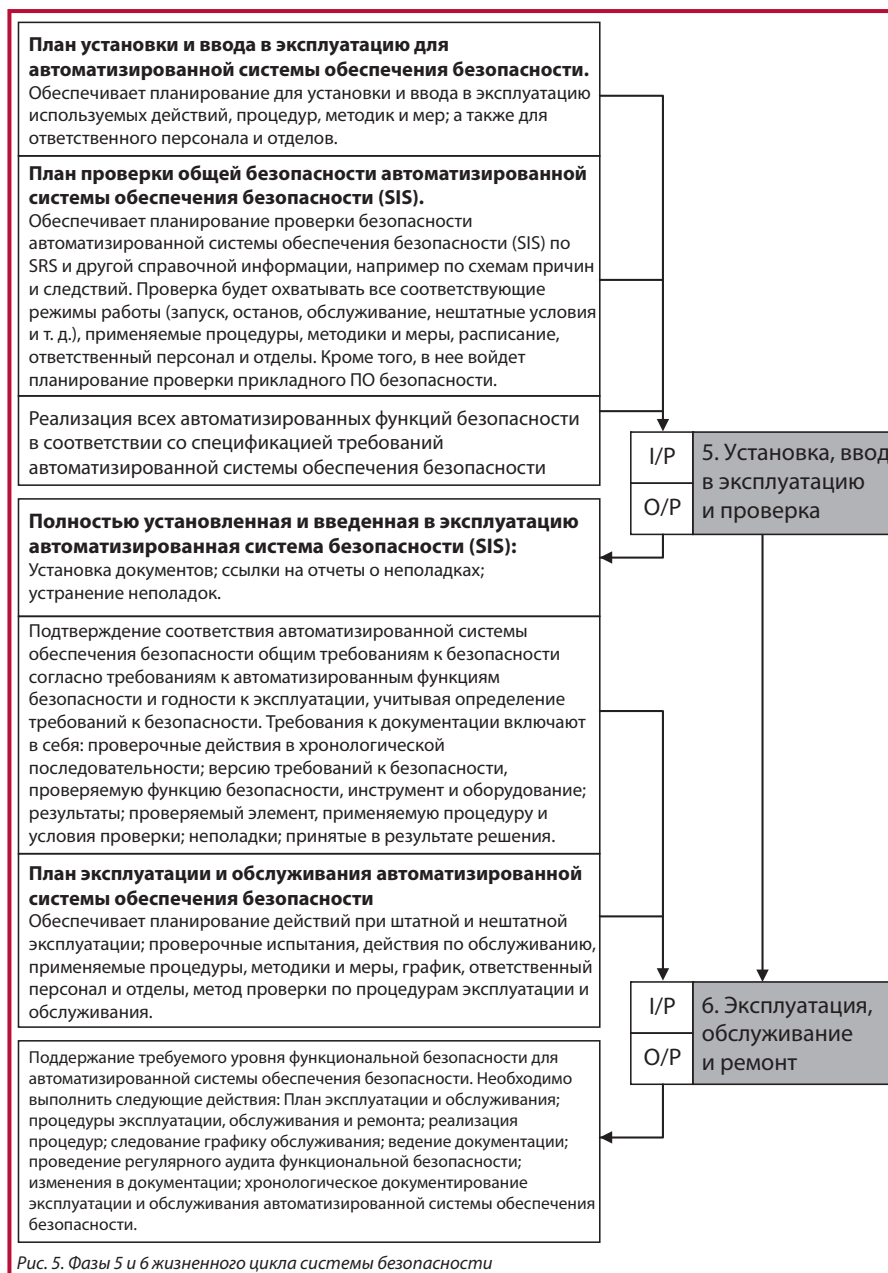 План установки и ввода в эксплуатацию для
автоматизированной системы обеспечения безопасности.
Обеспечивает планирование для установки и ввода в эксплуатацию
используемых действий, процедур, методик и мер; а также для
ответственного персонала и отделов.
План проверки общей безопасности автоматизированной
системы обеспечения безопасности (SIS).
Обеспечивает планирование проверки безопасности
автоматизированной системы обеспечения безопасности (SIS) по
SRS и другой справочной информации, например по схемам причин
и следствий. Проверка будет охватывать все соответствующие
режимы работы (запуск, останов, обслуживание, нештатные условия
и т. д.), применяемые процедуры, методики и меры, расписание,
ответственный персонал и отделы. Кроме того, в нее войдет
планирование проверки прикладного ПО безопасности.
Реализация всех автоматизированных функций безопасности
в соответствии со спецификацией требований
автоматизированной системы обеспечения безопасности
I/P
O/P
5. Установка, ввод
в эксплуатацию
и проверка
Полностью установленная и введенная в эксплуатацию
автоматизированная система безопасности (SIS):
Установка документов; ссылки на отчеты о неполадках;
устранение неполадок.
Подтверждение соответствия автоматизированной системы
обеспечения безопасности общим требованиям к безопасности
согласно требованиям к автоматизированным функциям
безопасности и годности к эксплуатации, учитывая определение
требований к безопасности. Требования к документации включают
в себя: проверочные действия в хронологической
последовательности; версию требований к безопасности,
проверяемую функцию безопасности, инструмент и оборудование;
результаты; проверяемый элемент, применяемую процедуру и
условия проверки; неполадки; принятые в результате решения.
План эксплуатации и обслуживания автоматизированной
системы обеспечения безопасности
Обеспечивает планирование действий при штатной и нештатной
эксплуатации; проверочные испытания, действия по обслуживанию,
применяемые процедуры, методики и меры, график, ответственный
персонал и отделы, метод проверки по процедурам эксплуатации и
обслуживания.
I/P
O/P
6. Эксплуатация,
обслуживание
и ремонт
Поддержание требуемого уровня функциональной безопасности для
автоматизированной системы обеспечения безопасности. Необходимо
выполнить следующие действия: План эксплуатации и обслуживания;
процедуры эксплуатации, обслуживания и ремонта; реализация
процедур; следование графику обслуживания; ведение документации;
проведение регулярного аудита функциональной безопасности;
изменения в документации; хронологическое документирование
эксплуатации и обслуживания автоматизированной системы обеспечения
безопасности.
Рис. 5. Фазы 5 и 6 жизненного цикла системы безопасности